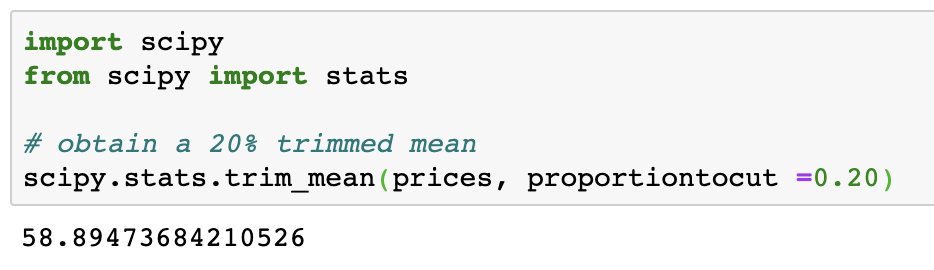 import scipy
from scipy import stats
# obtain a 20% trimmed mean
scipy.stats.trim_mean(prices, proportiontocut =0.20)
58.89473684210526